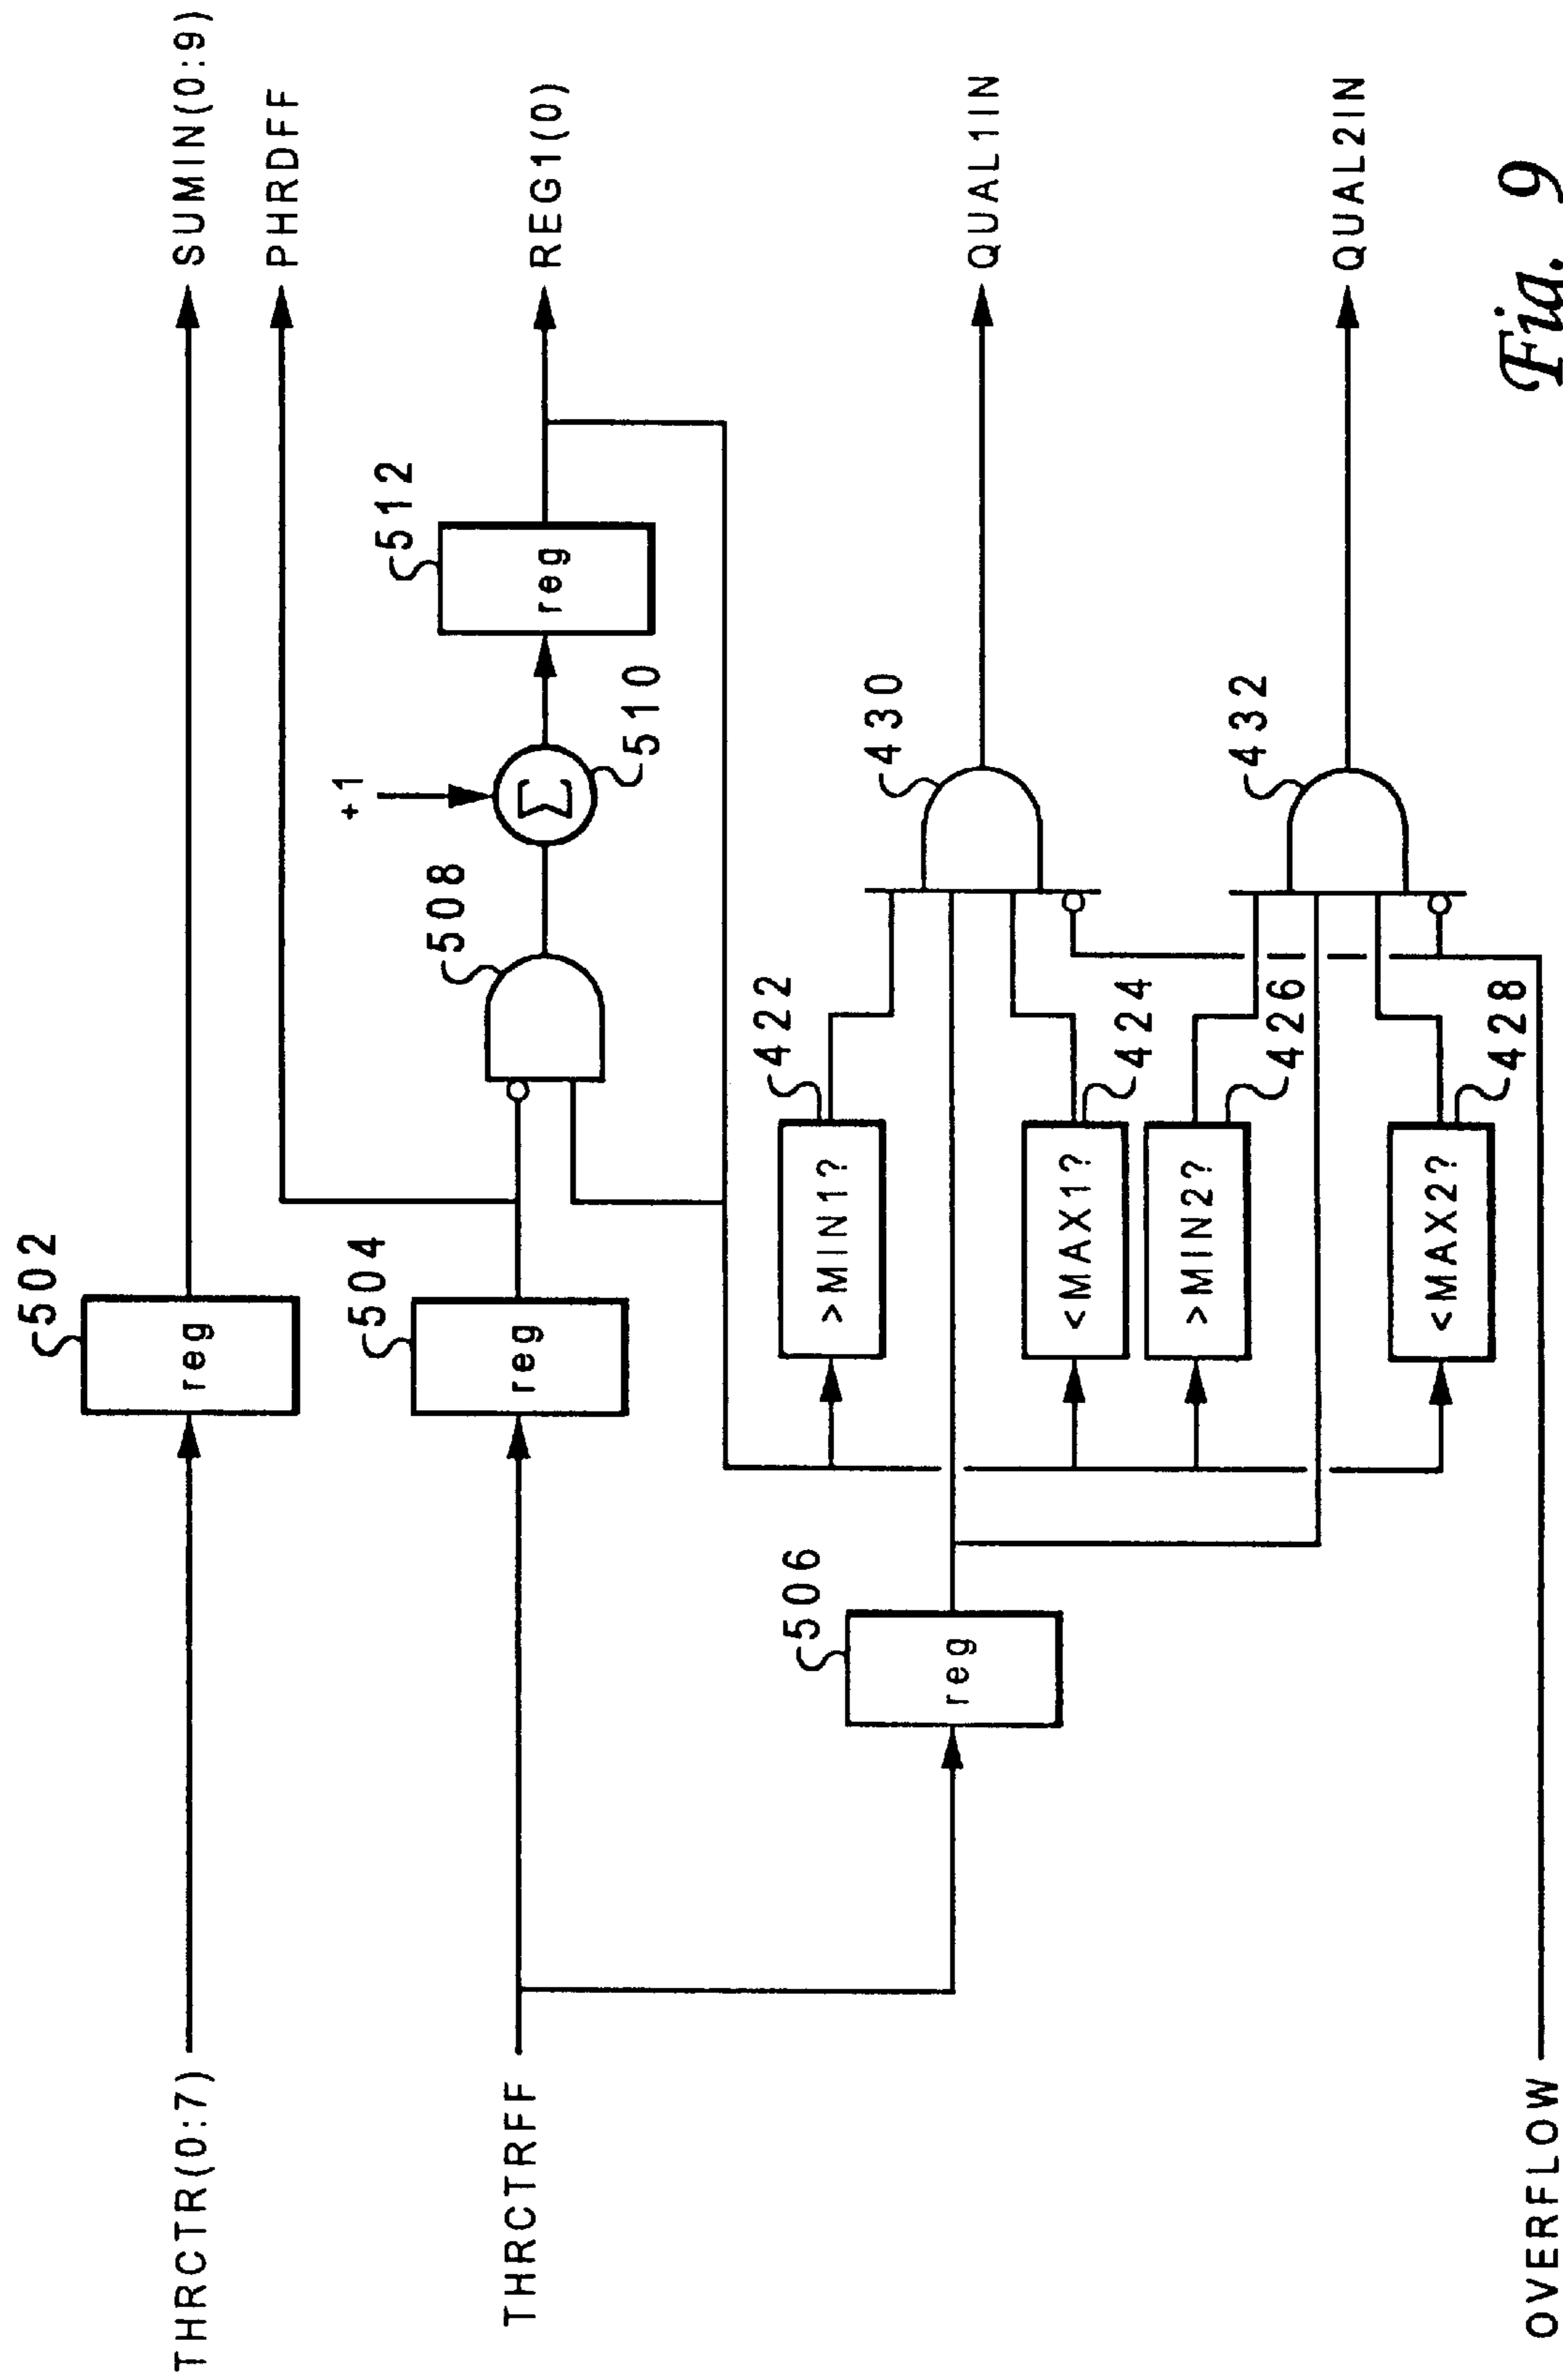 THRCTR(0:7)
502
reg
SUMIN(0:9)
PHRDFF
THRCTRFF
504
reg
508
+1
Σ
510
512
reg
REG1(0)
506
reg
422
>MIN1?
<MAX1?
424
430
QUAL1IN
>MIN2?
426
<MAX2?
428
432
QUAL2IN
OVERFLOW
Fig. 9